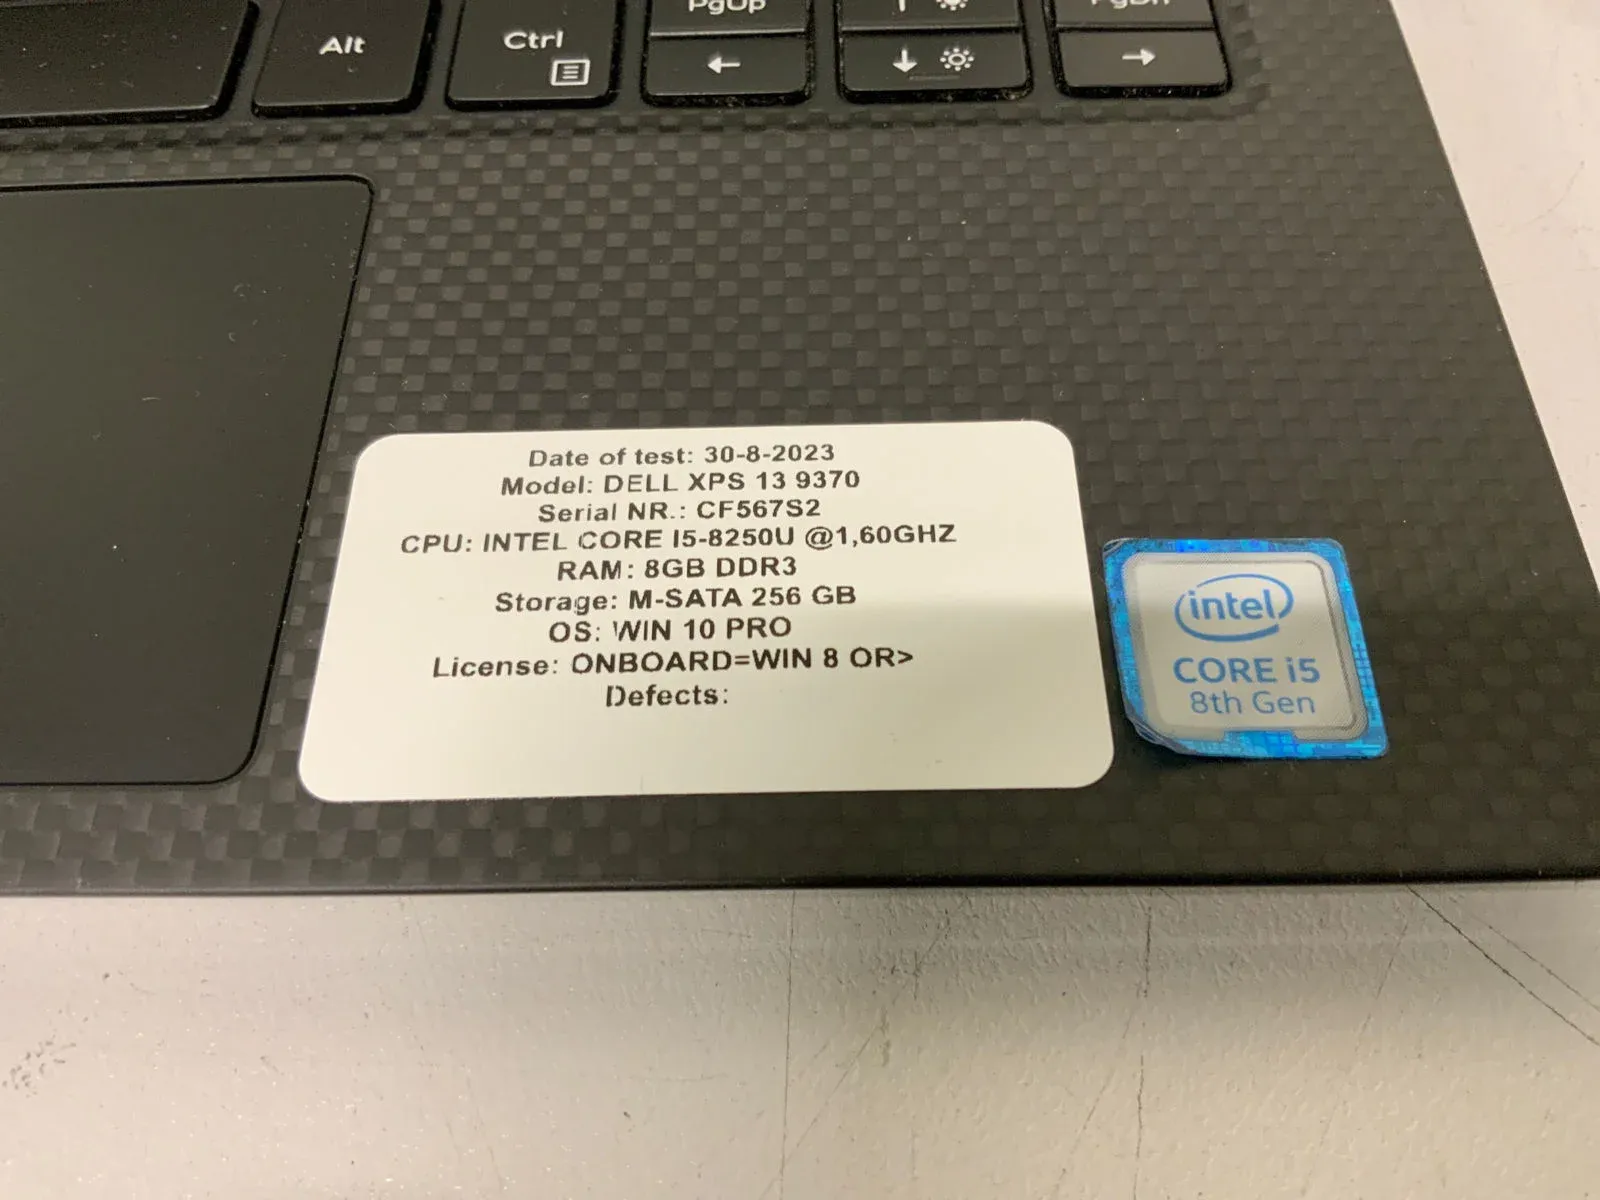 PgUp
PgDn
Alt
Ctrl
Date of test: 30-8-2023
Model: DELL XPS 13 9370
Serial NR.: CF567S2
CPU: INTEL CORE I5-8250U @1,60GHZ
RAM: 8GB DDR3
Storage: M-SATA 256 GB
OS: WIN 10 PRO
License: ONBOARD=WIN 8 OR>
Defects:
intel
CORE i5
8th Gen